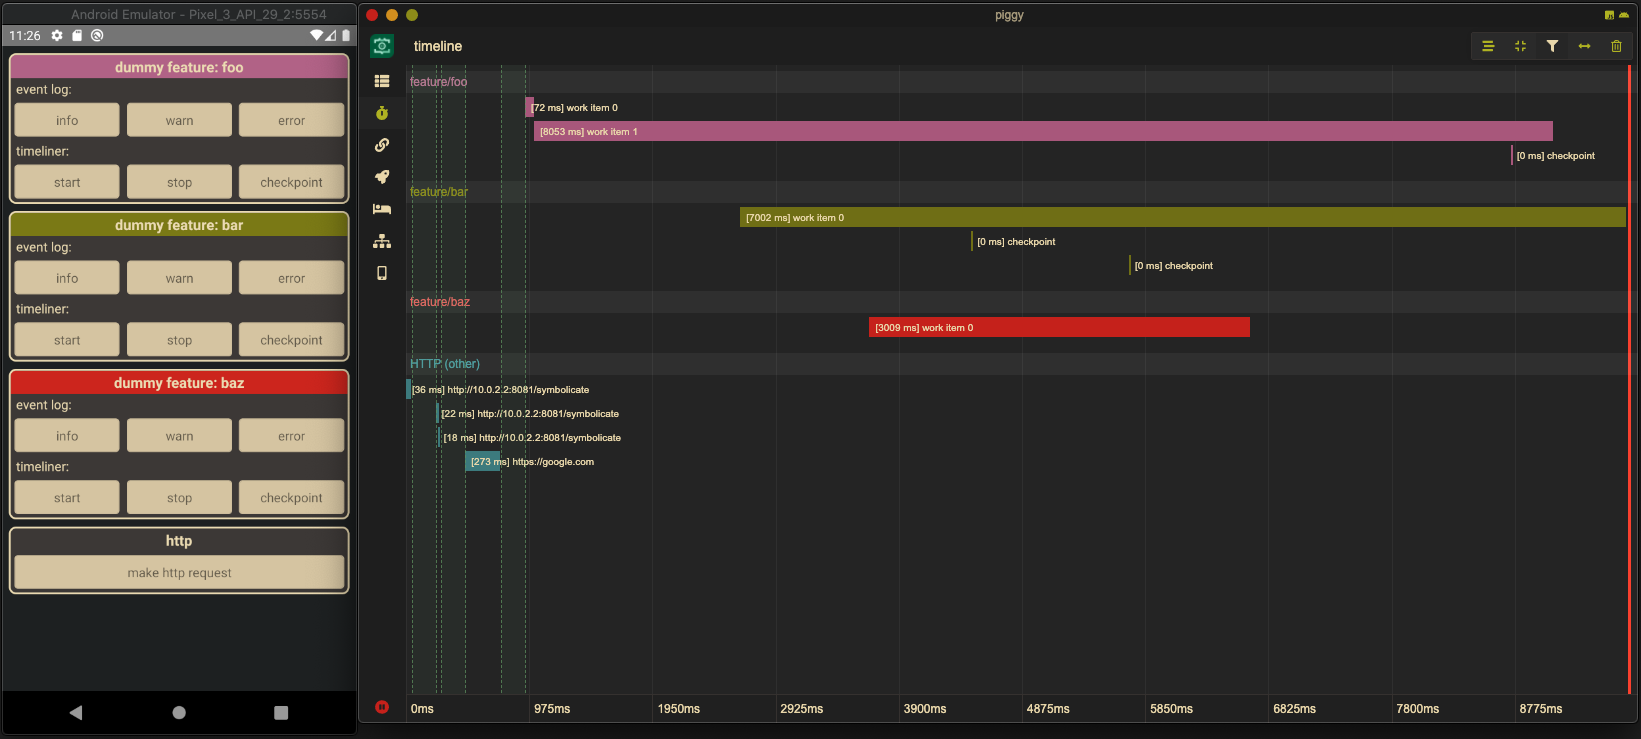 Android Emulator - Pixel_3_API_29_2:5554
11:26
dummy feature: foo
event log:
info
warn
error
timeliner:
start
stop
checkpoint
dummy feature: bar
event log:
info
warn
error
timeliner:
start
stop
checkpoint
dummy feature: baz
event log:
info
warn
error
timeliner:
start
stop
checkpoint
http
make http request
piggy
timeline
feature/foo
[72 ms] work item 0
[8053 ms] work item 1
[0 ms] checkpoint
feature/bar
[7002 ms] work item 0
[0 ms] checkpoint
[0 ms] checkpoint
feature/baz
[3009 ms] work item 0
HTTP (other)
[36 ms] http://10.0.2.2:8081/symbolicate
[22 ms] http://10.0.2.2:8081/symbolicate
[18 ms] http://10.0.2.2:8081/symbolicate
[273 ms] https://google.com
0ms
975ms
1950ms
2925ms
3900ms
4875ms
5850ms
6825ms
7800ms
8775ms